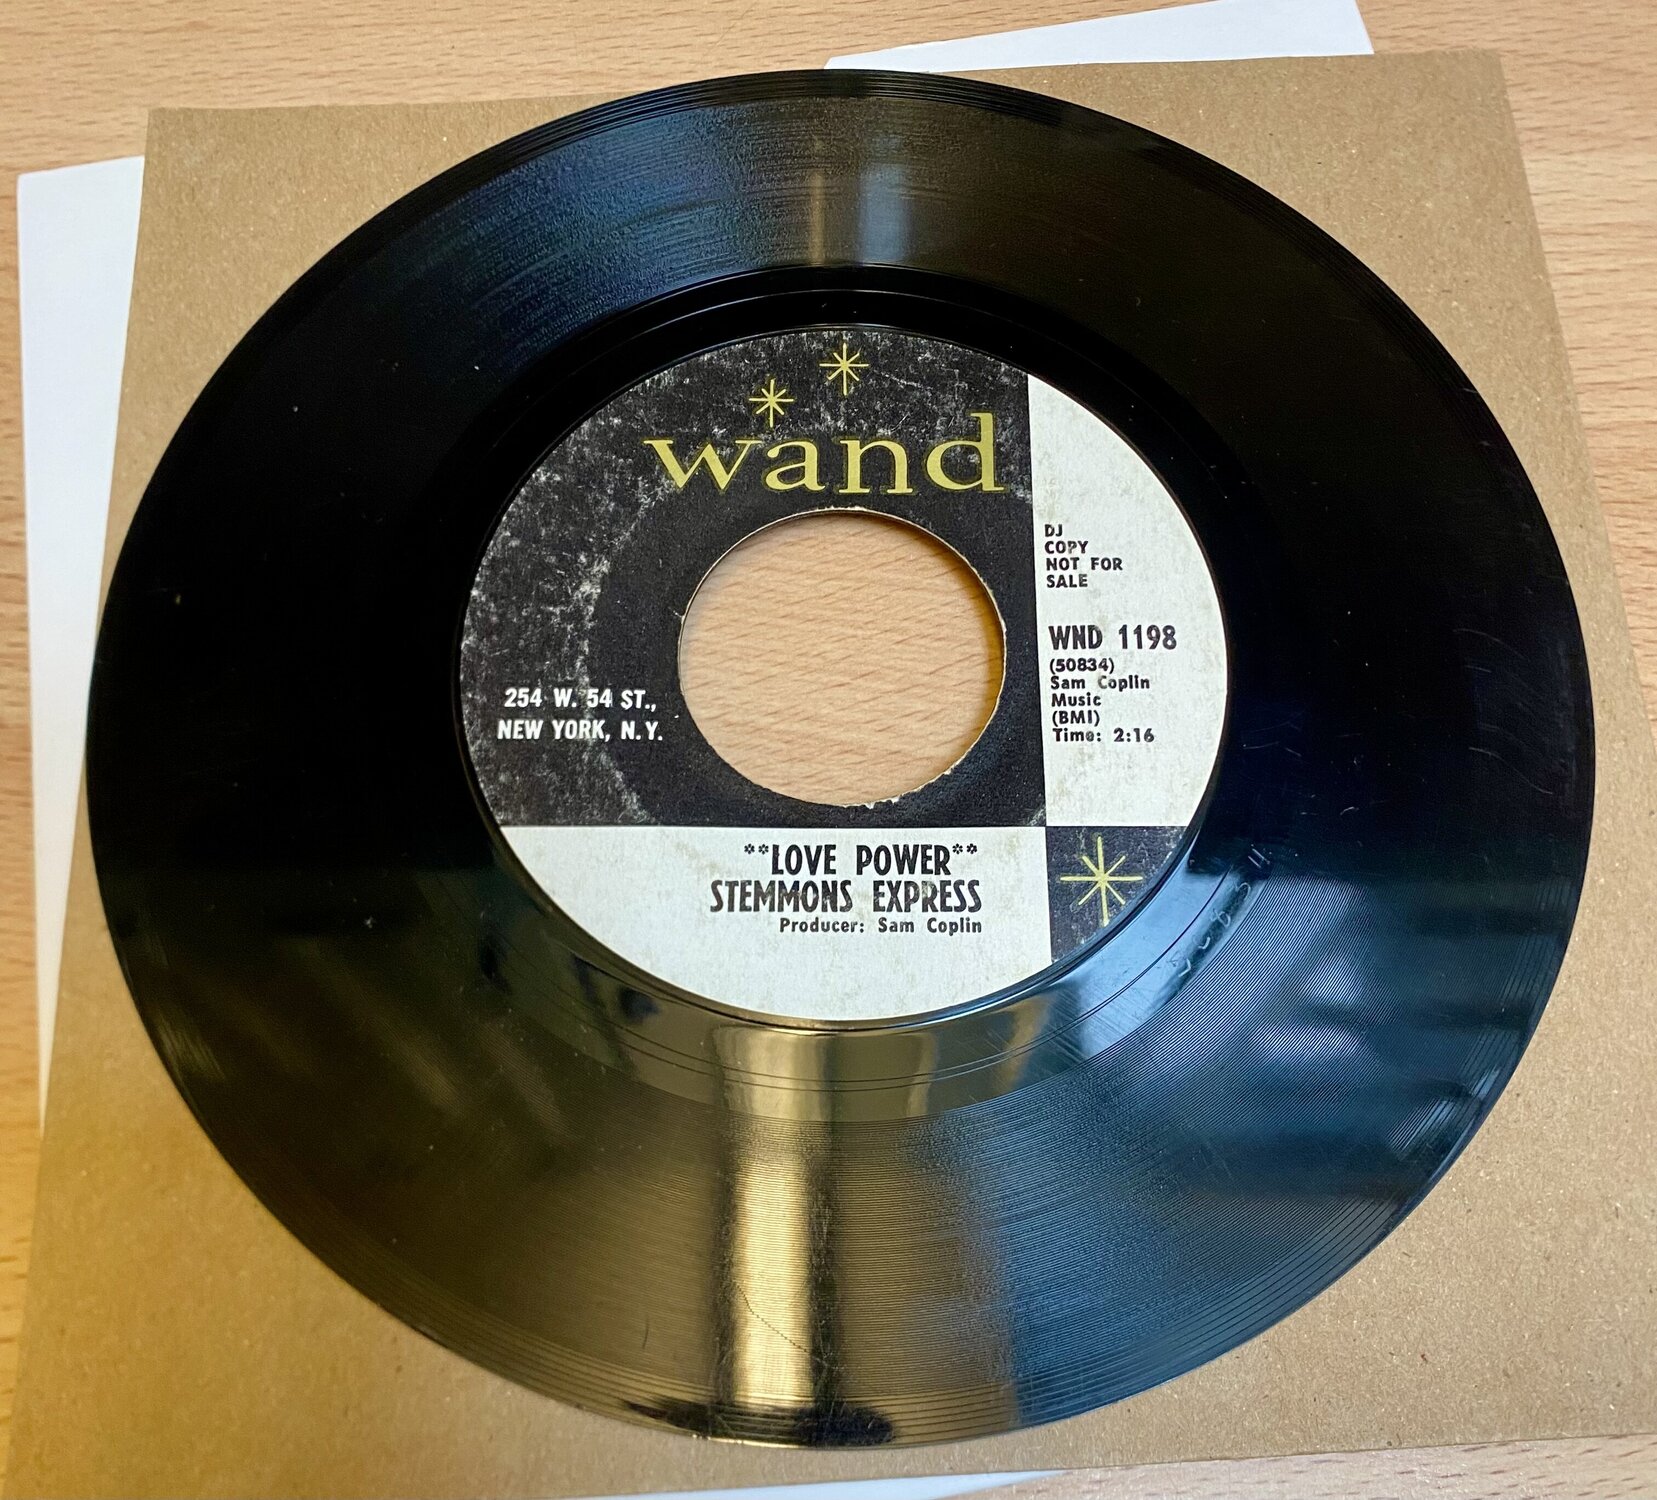 wand
DJ
COPY
NOT FOR
SALE
WND 1198
(50834)
Sam Coplin
Music
(BMI)
Time: 2:16
254 W. 54 ST.,
NEW YORK, N.Y.
**LOVE POWER**
STEMMONS EXPRESS
Producer: Sam Coplin